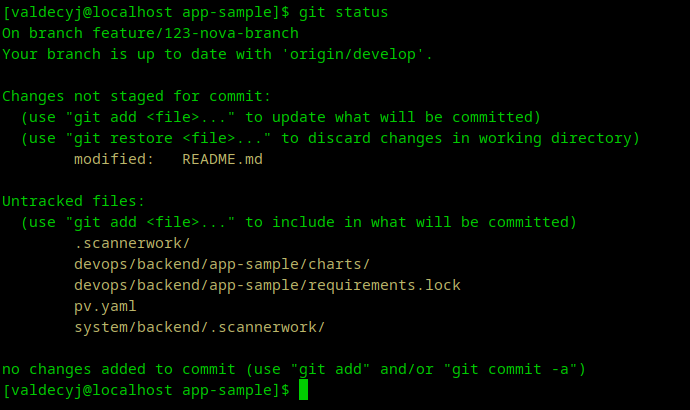 [valdecyj@localhost app-sample]$ git status
On branch feature/123-nova-branch
Your branch is up to date with 'origin/develop'.
Changes not staged for commit:
  (use "git add <file>..." to update what will be committed)
  (use "git restore <file>..." to discard changes in working directory)
        modified:   README.md
Untracked files:
  (use "git add <file>..." to include in what will be committed)
        .scannerwork/
        devops/backend/app-sample/charts/
        devops/backend/app-sample/requirements.lock
        pv.yaml
        system/backend/.scannerwork/
no changes added to commit (use "git add" and/or "git commit -a")
[valdecyj@localhost app-sample]$